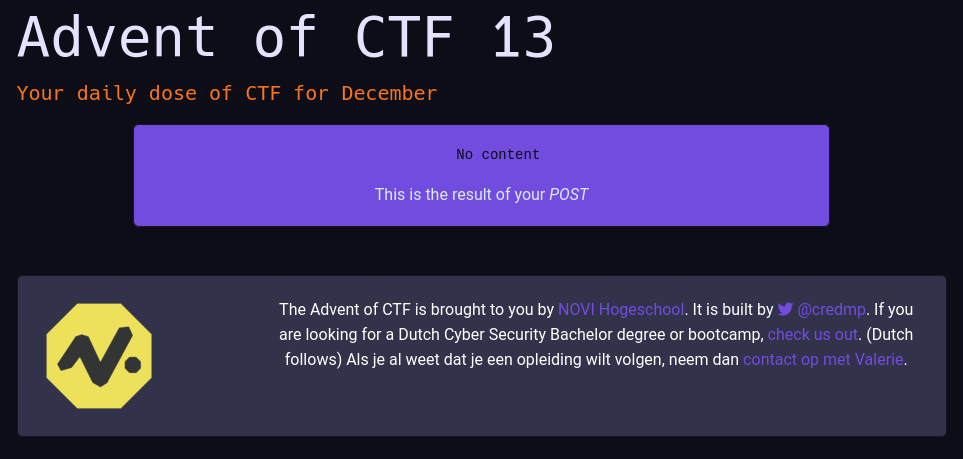 Advent of CTF 13
Your daily dose of CTF for December
No content
This is the result of your POST
The Advent of CTF is brought to you by NOVI Hogeschool. It is built by @credmp. If you
are looking for a Dutch Cyber Security Bachelor degree or bootcamp, check us out. (Dutch
follows) Als je al weet dat je een opleiding wilt volgen, neem dan contact op met Valerie.